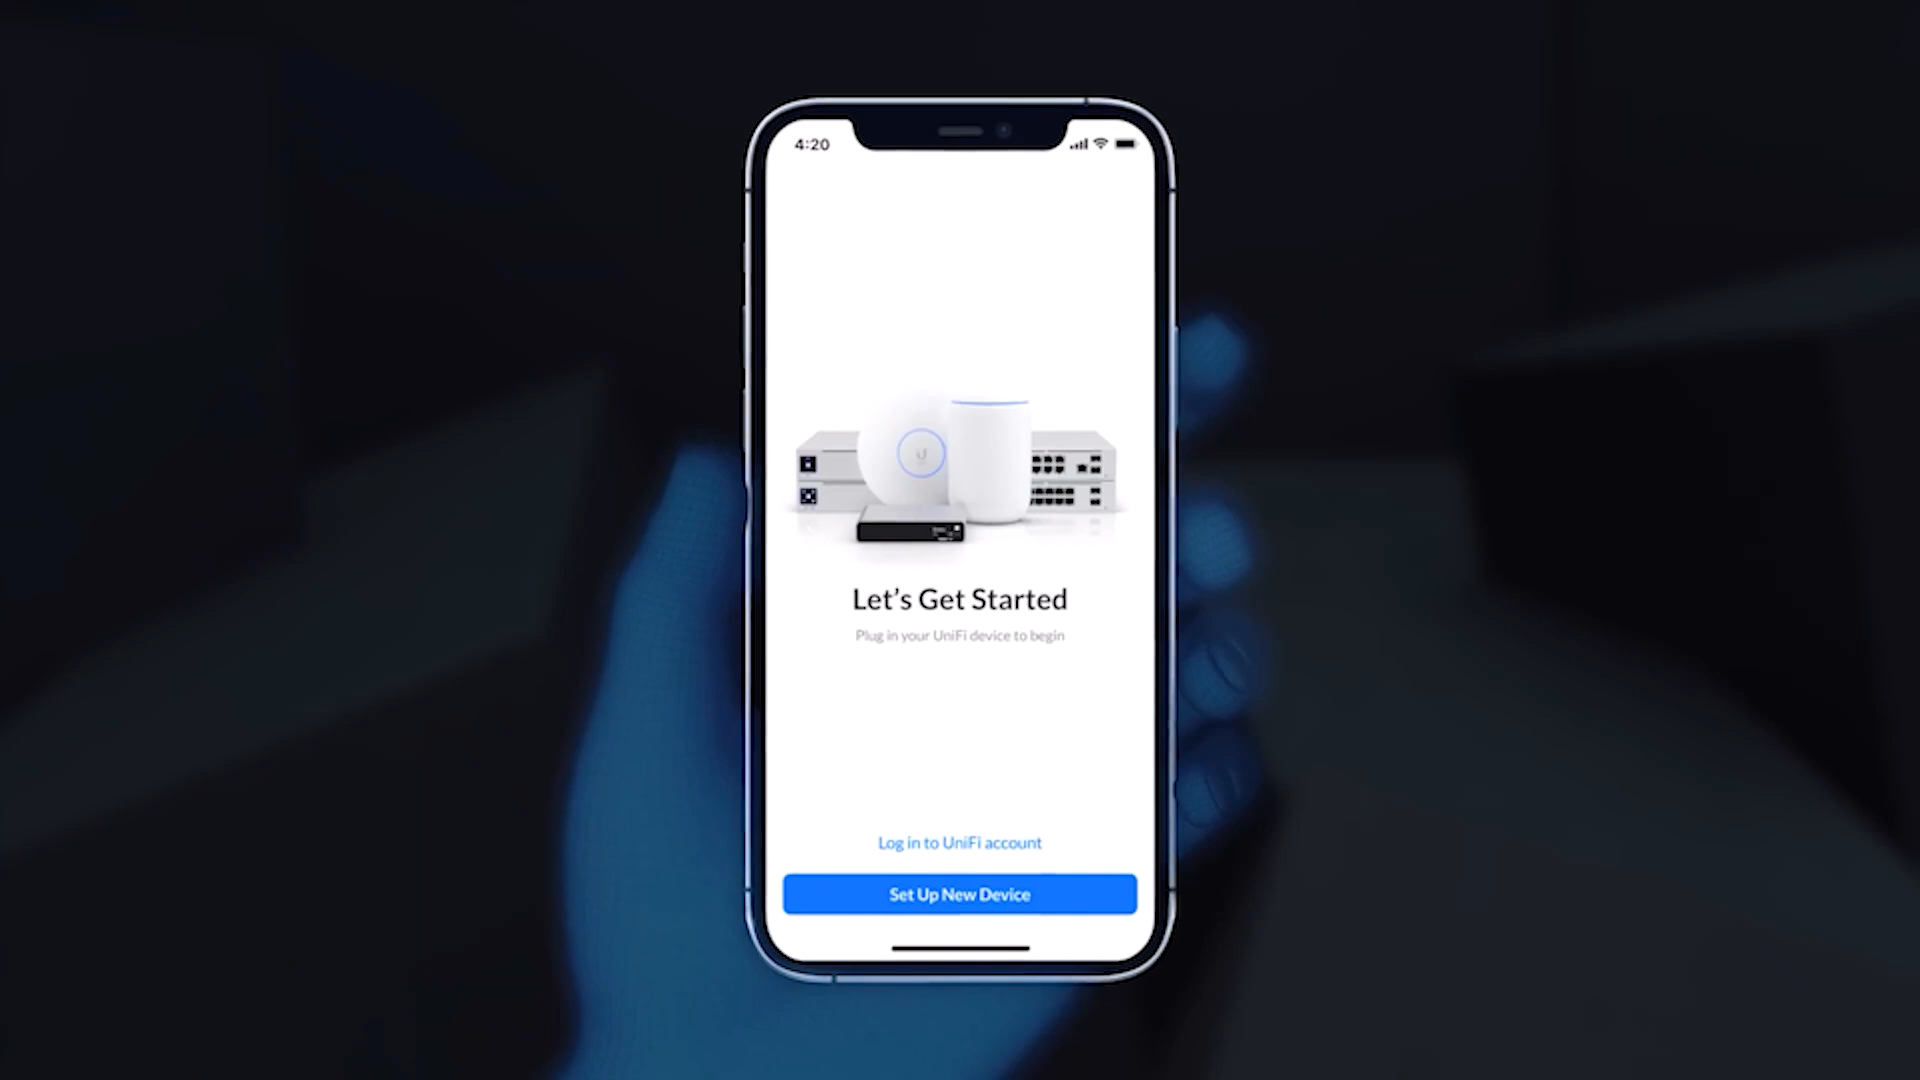 4:20
Let's Get Started
Plug in your UniFi device to begin
Log in to UniFi account
Set Up New Device